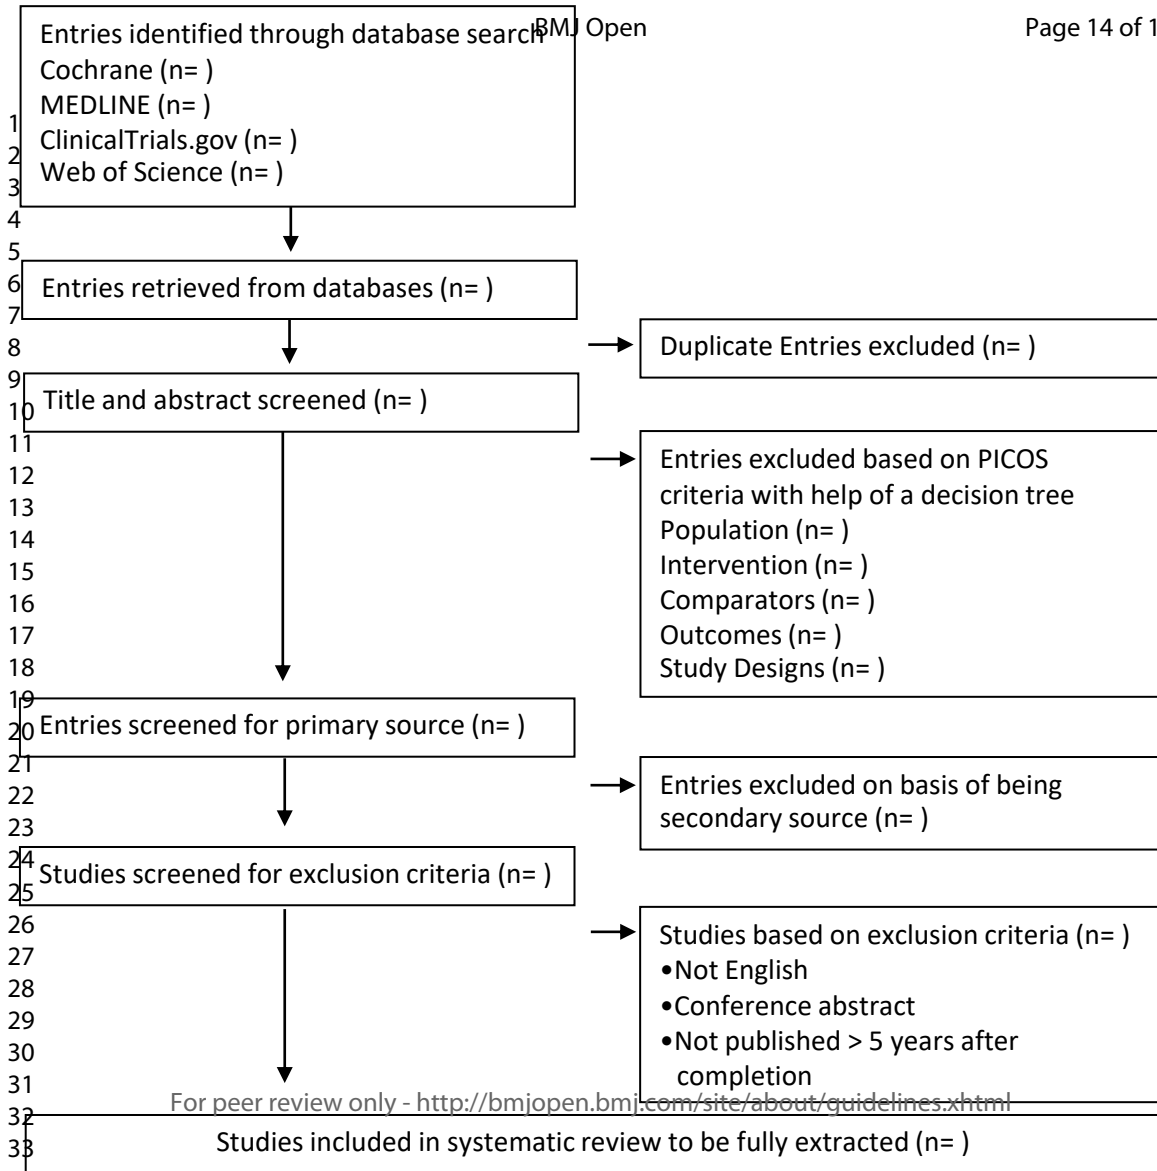 BMJ Open
Page 14 of 1
Entries identified through database search
Cochrane (n= )
MEDLINE (n= )
ClinicalTrials.gov (n= )
Web of Science (n= )
Entries retrieved from databases (n= )
Duplicate Entries excluded (n= )
Title and abstract screened (n= )
Entries excluded based on PICOS
criteria with help of a decision tree
Population (n= )
Intervention (n= )
Comparators (n= )
Outcomes (n= )
Study Designs (n= )
Entries screened for primary source (n= )
Entries excluded on basis of being
secondary source (n= )
Studies screened for exclusion criteria (n= )
Studies based on exclusion criteria (n= )
•Not English
•Conference abstract
•Not published > 5 years after
completion
For peer review only - http://bmjopen.bmj.com/site/about/guidelines.xhtml
Studies included in systematic review to be fully extracted (n= )
1
2
3
4
5
6
7
8
9
10
11
12
13
14
15
16
17
18
19
20
21
22
23
24
25
26
27
28
29
30
31
32
33